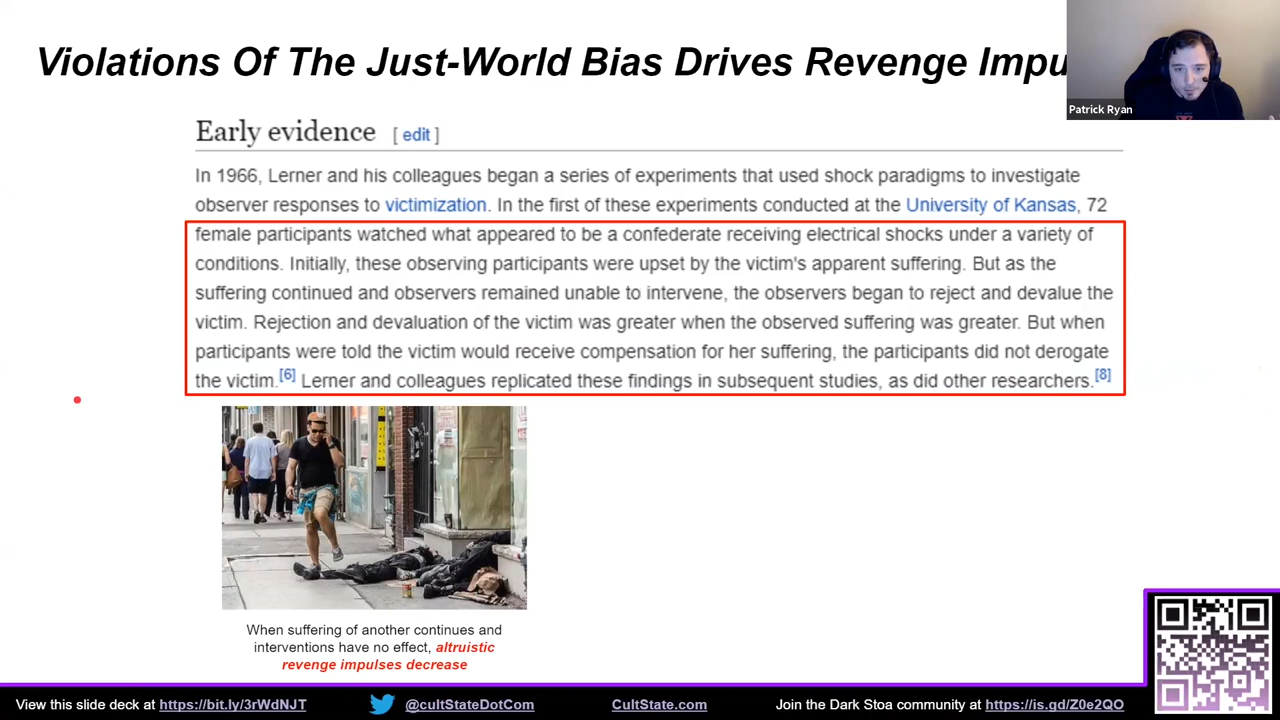 Violations Of The Just-World Bias Drives Revenge Impu
Patrick Ryan
Early evidence [ edit ]
In 1966, Lerner and his colleagues began a series of experiments that used shock paradigms to investigate
observer responses to victimization. In the first of these experiments conducted at the University of Kansas, 72
female participants watched what appeared to be a confederate receiving electrical shocks under a variety of
conditions. Initially, these observing participants were upset by the victim's apparent suffering. But as the
suffering continued and observers remained unable to intervene, the observers began to reject and devalue the
victim. Rejection and devaluation of the victim was greater when the observed suffering was greater. But when
participants were told the victim would receive compensation for her suffering, the participants did not derogate
the victim.[6] Lerner and colleagues replicated these findings in subsequent studies, as did other researchers.[8]
When suffering of another continues and
interventions have no effect, altruistic
revenge impulses decrease
View this slide deck at https://bit.ly/3rWdNJT @cultStateDotCom CultState.com Join the Dark Stoa community at https://is.gd/Z0e2QO